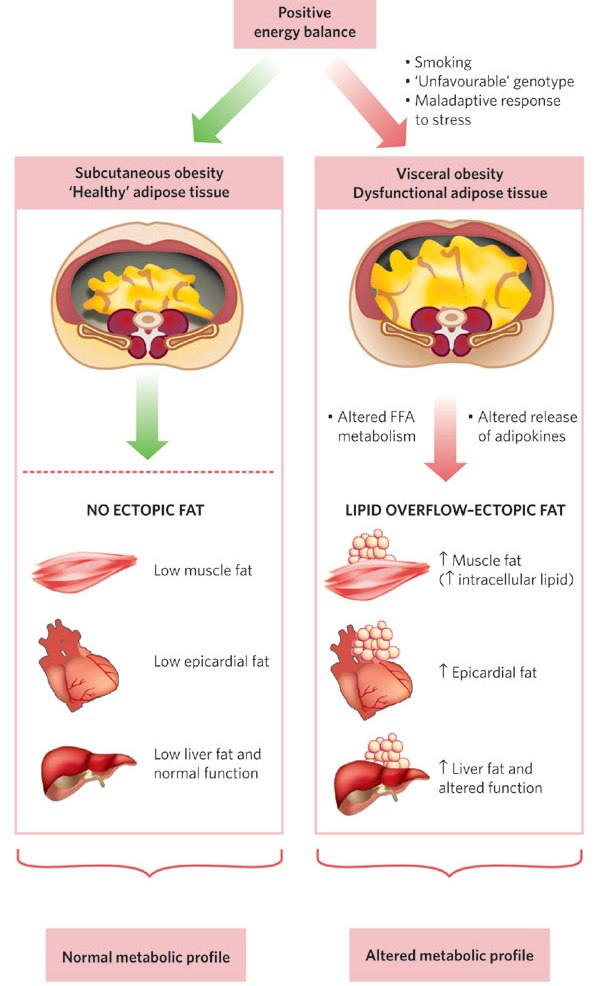 Positive
energy balance
• Smoking
• ‘Unfavourable’ genotype
• Maladaptive response
to stress
Subcutaneous obesity
‘Healthy’ adipose tissue
Visceral obesity
Dysfunctional adipose tissue
• Altered FFA
metabolism
• Altered release
of adipokines
NO ECTOPIC FAT
Low muscle fat
Low epicardial fat
Low liver fat and
normal function
LIPID OVERFLOW–ECTOPIC FAT
↑ Muscle fat
(↑ intracellular lipid)
↑ Epicardial fat
↑ Liver fat and
altered function
Normal metabolic profile
Altered metabolic profile